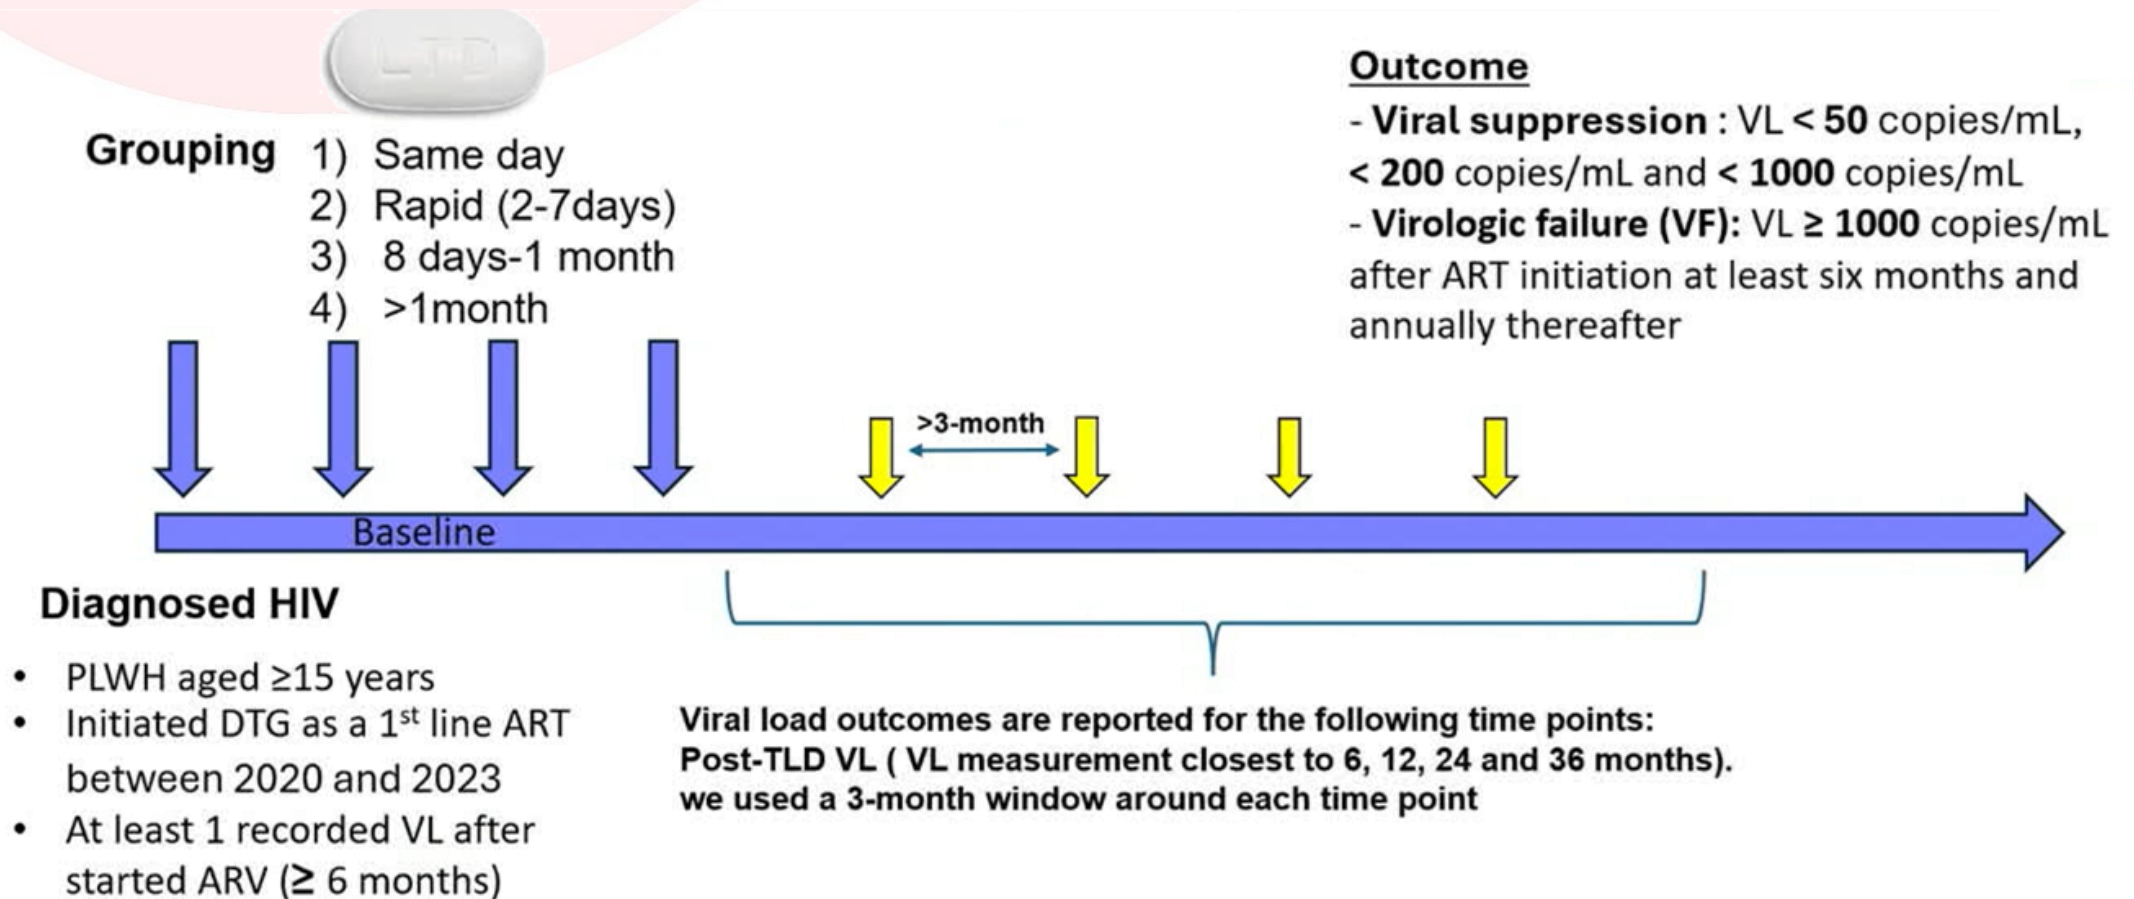 LTD
Grouping
1) Same day
2) Rapid (2-7days)
3) 8 days-1 month
4) >1month
Outcome
- Viral suppression : VL < 50 copies/mL,
< 200 copies/mL and < 1000 copies/mL
- Virologic failure (VF): VL ≥ 1000 copies/mL
after ART initiation at least six months and
annually thereafter
>3-month
Baseline
Diagnosed HIV
• PLWH aged ≥15 years
• Initiated DTG as a 1st line ART
between 2020 and 2023
• At least 1 recorded VL after
started ARV (≥ 6 months)
Viral load outcomes are reported for the following time points:
Post-TLD VL ( VL measurement closest to 6, 12, 24 and 36 months).
we used a 3-month window around each time point